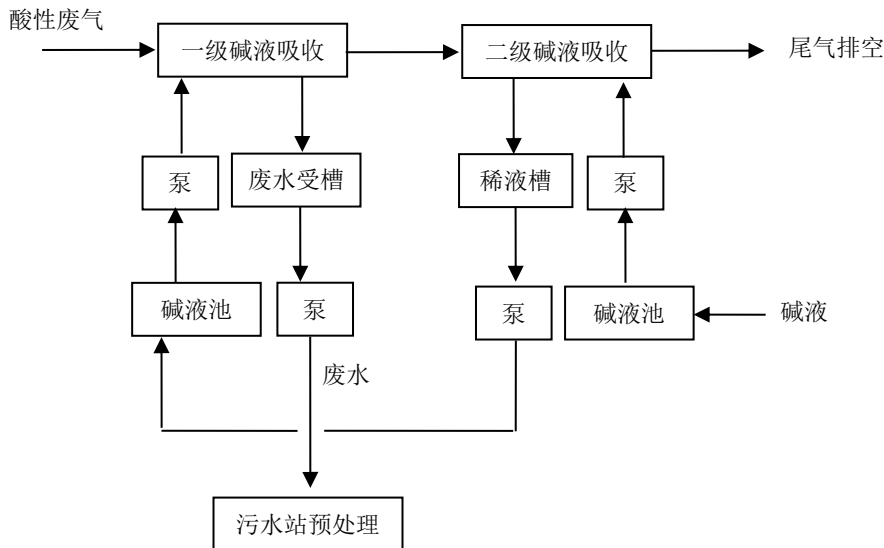 酸性废气
一级碱液吸收
二级碱液吸收
尾气排空
泵
废水受槽
稀液槽
泵
碱液池
泵
泵
碱液池
碱液
废水
污水站预处理